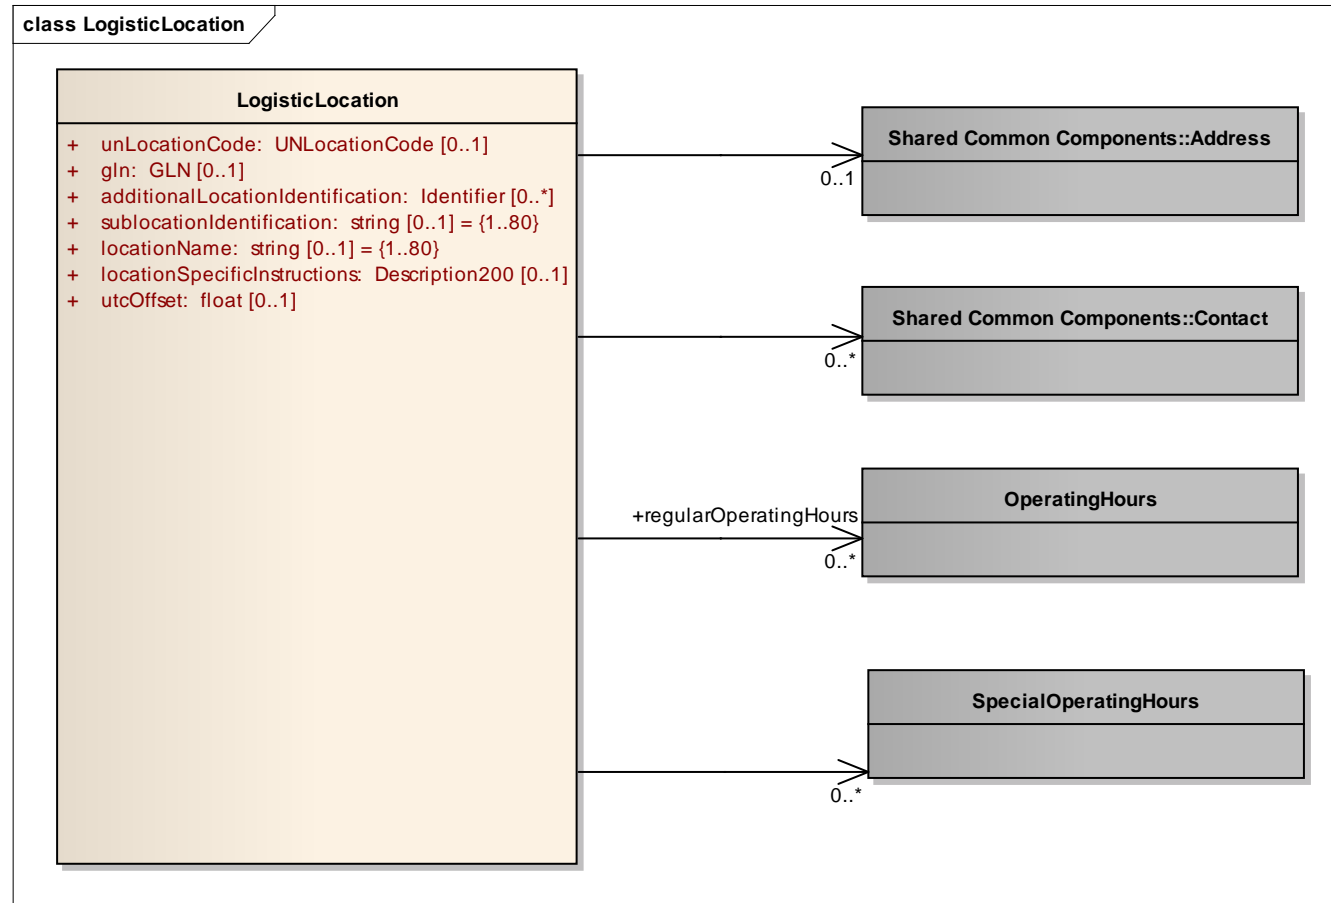 class LogisticLocation
LogisticLocation
+ unLocationCode: UNLocationCode [0..1]
+ gln: GLN [0..1]
+ additionalLocationIdentification: Identifier [0..*]
+ sublocationIdentification: string [0..1] = {1..80}
+ locationName: string [0..1] = {1..80}
+ locationSpecificInstructions: Description200 [0..1]
+ utcOffset: float [0..1]
Shared Common Components::Address
0..1
Shared Common Components::Contact
0..*
OperatingHours
+regularOperatingHours
0..*
SpecialOperatingHours
0..*